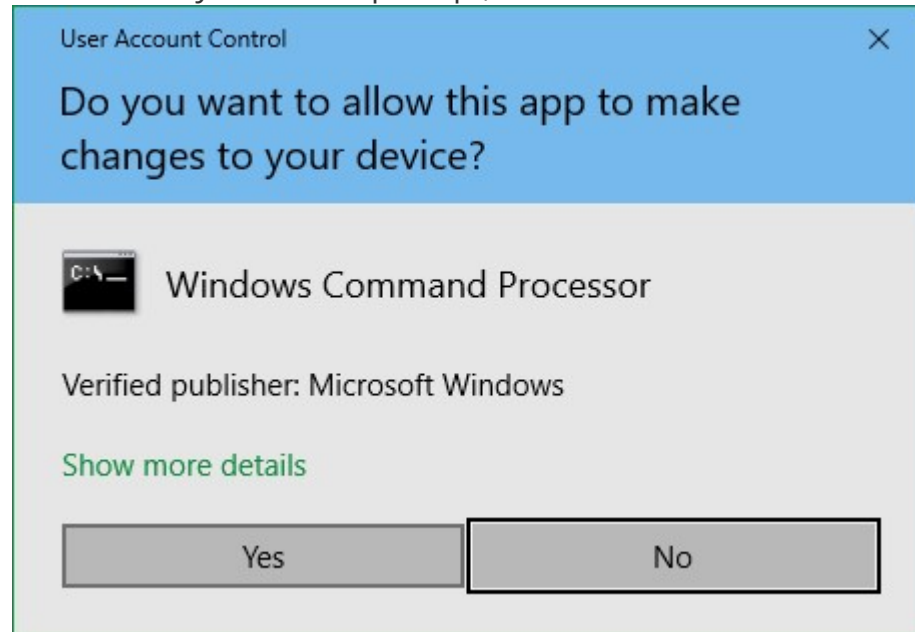 User Account Control
Do you want to allow this app to make
changes to your device?
C:\_
Windows Command Processor
Verified publisher: Microsoft Windows
Show more details
Yes
No